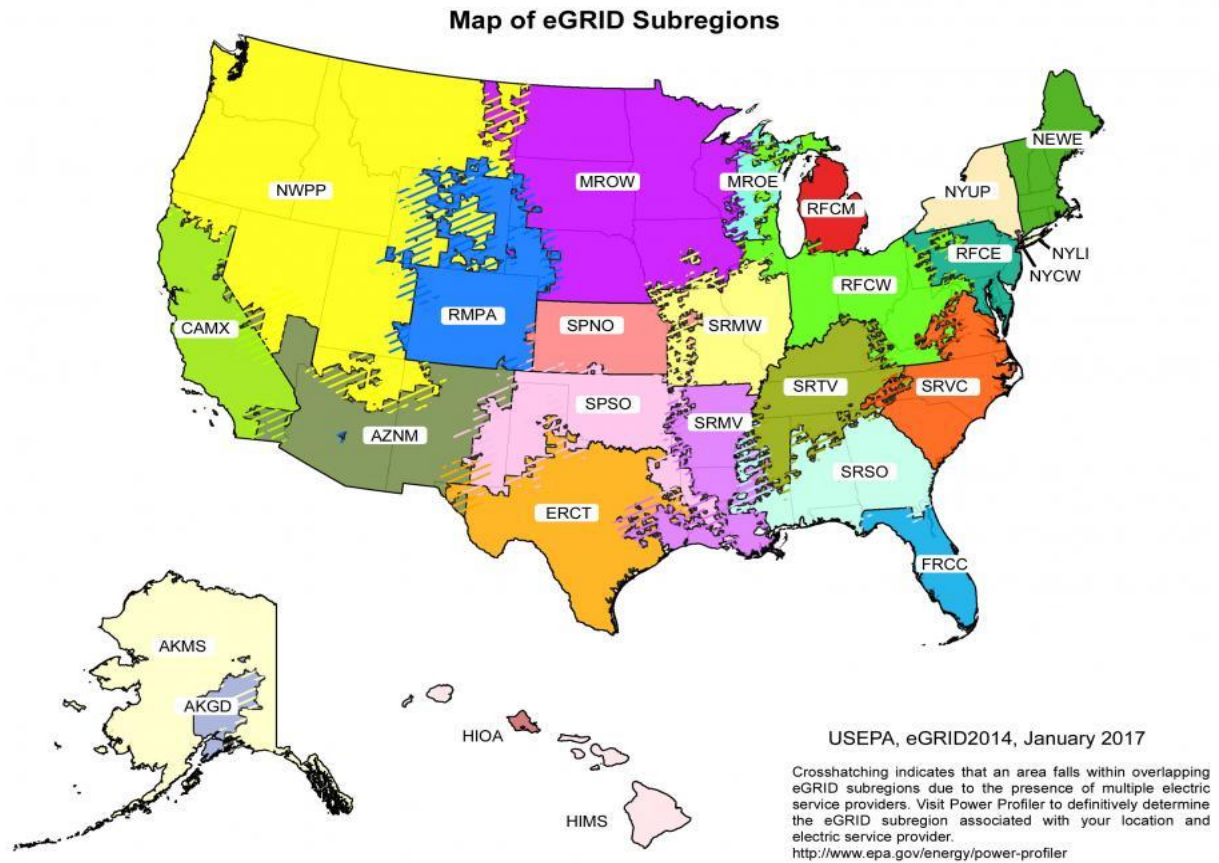 Map of eGRID Subregions
NEWE
NWPP
MROW
MROE
NYUP
RFCM
NYLI
RFCE
NYCW
RFCW
RMPA
SPNO
SRMW
CAMX
SRTV
SRVC
SPSO
SRMV
AZNM
SRSO
ERCT
FRCC
AKMS
AKGD
HIOA
HIMS
USEPA, eGRID2014, January 2017
Crosshatching indicates that an area falls within overlapping
eGRID subregions due to the presence of multiple electric
service providers. Visit Power Profiler to definitively determine
the eGRID subregion associated with your location and
electric service provider.
http://www.epa.gov/energy/power-profiler